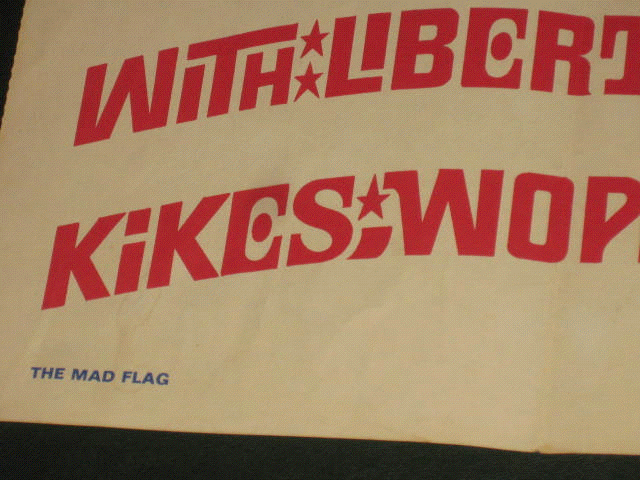 WITH LIBERT
KIKES; WOP
THE MAD FLAG